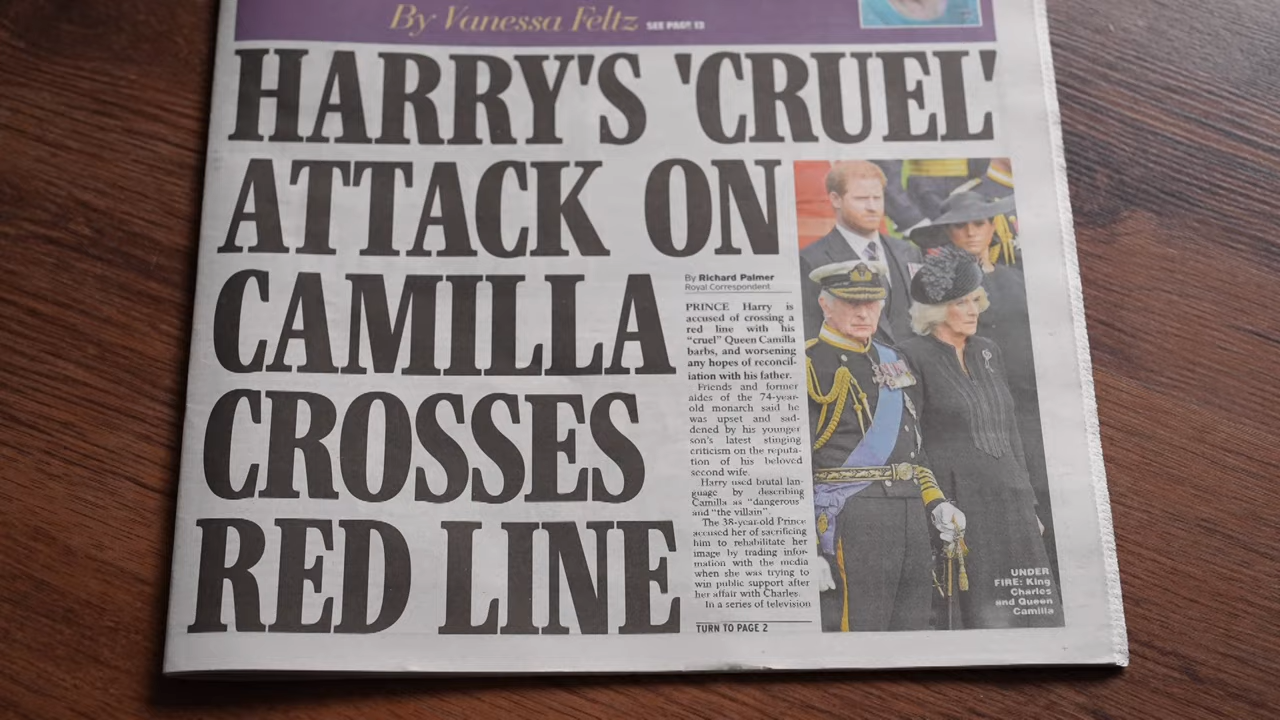 By Vanessa Feltz SEE PAGE 13
HARRY'S 'CRUEL'
ATTACK ON
CAMILLA
CROSSES
RED LINE
By Richard Palmer
Royal Correspondent
PRINCE Harry is
accused of crossing a
red line with his
"cruel" Queen Camilla
barbs, and worsening
any hopes of reconcil-
iation with his father.
Friends and former
aides of the 74-year-
old monarch said he
was upset and sad-
dened by his younger
son's latest stinging
criticism on the reputa-
tion of his beloved
second wife.
Harry used brutal lan-
guage by describing
Camilla as "dangerous"
and "the villain".
The 38-year-old Prince
accused her of sacrificing
him to rehabilitate her
image by trading infor-
mation with the media
when she was trying to
win public support after
her affair with Charles.
In a series of television
TURN TO PAGE 2
UNDER
FIRE: King
Charles
and Queen
Camilla